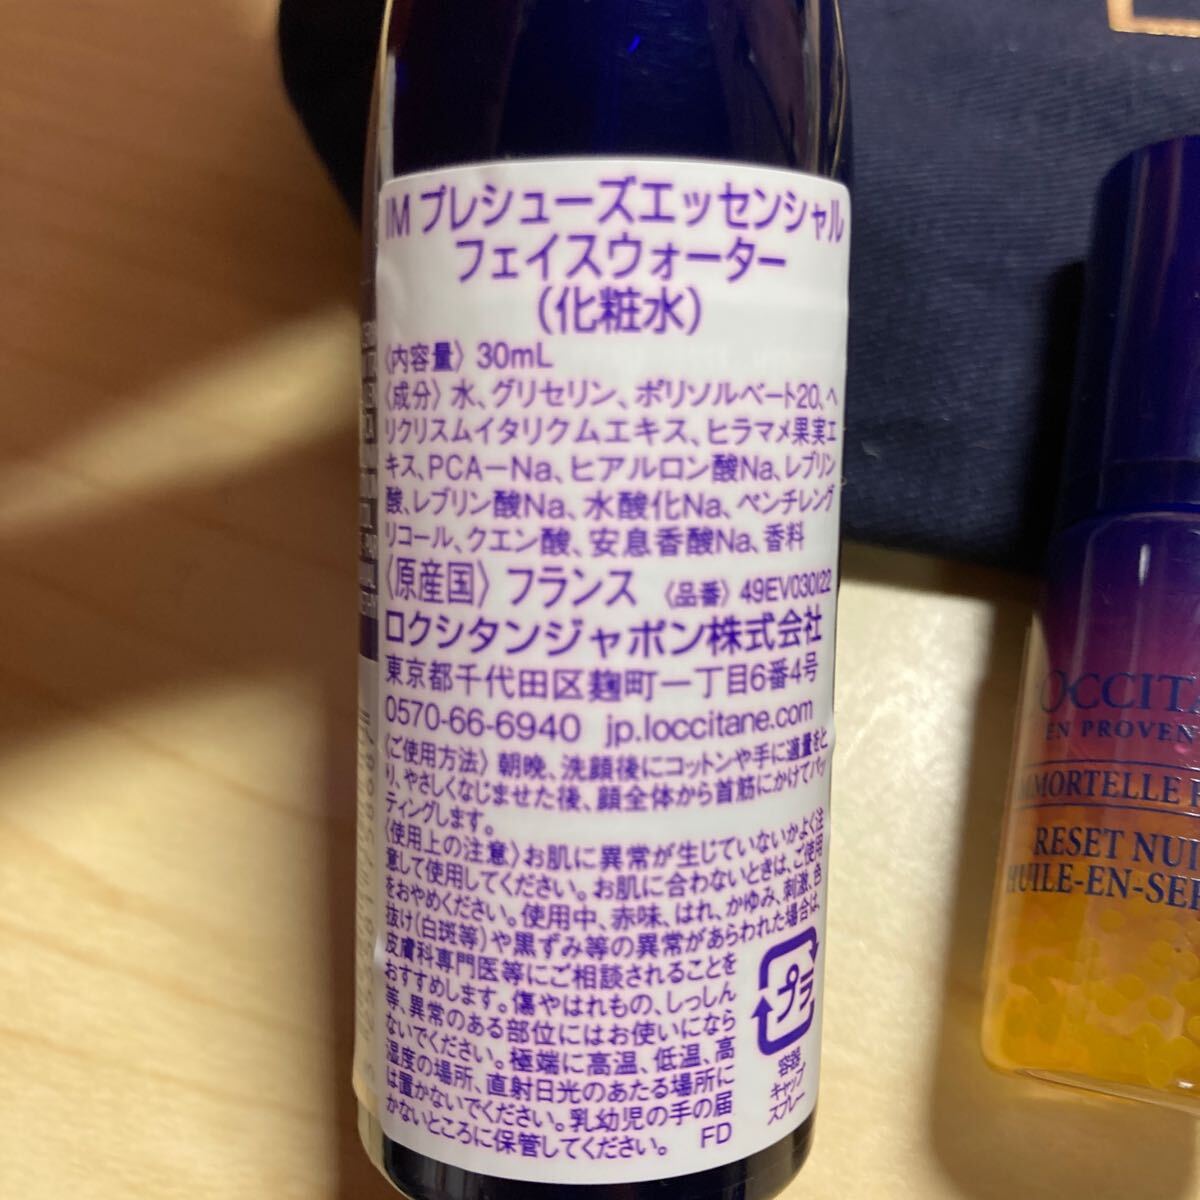 IM プレシューズエッセンシャル
フェイスウォーター
(化粧水)
〈内容量〉 30mL
〈成分〉水、グリセリン、ポリソルベート20、ヘ
リクリスムイタリクムエキス、ヒラマメ果実エ
キス、PCA－Na、ヒアルロン酸Na、レブリン
酸、レブリン酸Na、水酸化Na、ペンチレング
リコール、クエン酸、安息香酸Na、香料
〈原産国〉フランス 〈品番〉49EV030I22
ロクシタンジャポン株式会社
東京都千代田区麹町一丁目6番4号
0570-66-6940 jp.loccitane.com
〈ご使用方法〉朝晩、洗顔後にコットンや手に適量をと
り、やさしくなじませた後、顔全体から首筋にかけてパッ
ティングします。
〈使用上の注意〉お肌に異常が生じていないかよく注
意して使用してください。お肌に合わないときは、ご使用
をおやめください。使用中、赤味、はれ、かゆみ、刺激、色
抜け(白斑等)や黒ずみ等の異常があらわれた場合は、
皮膚科専門医等にご相談されることを
おすすめします。傷やはれもの、しっしん
等、異常のある部位にはお使いになら
ないでください。極端に高温、低温、高
湿度の場所、直射日光のあたる場所に
は置かないでください。乳幼児の手の届
かないところに保管してください。 FD
プラ
容器
キャップ
スプレー
OCCITA
EN PROVEN
MMORTELLE
RESET NUI
HUILE-EN-SE